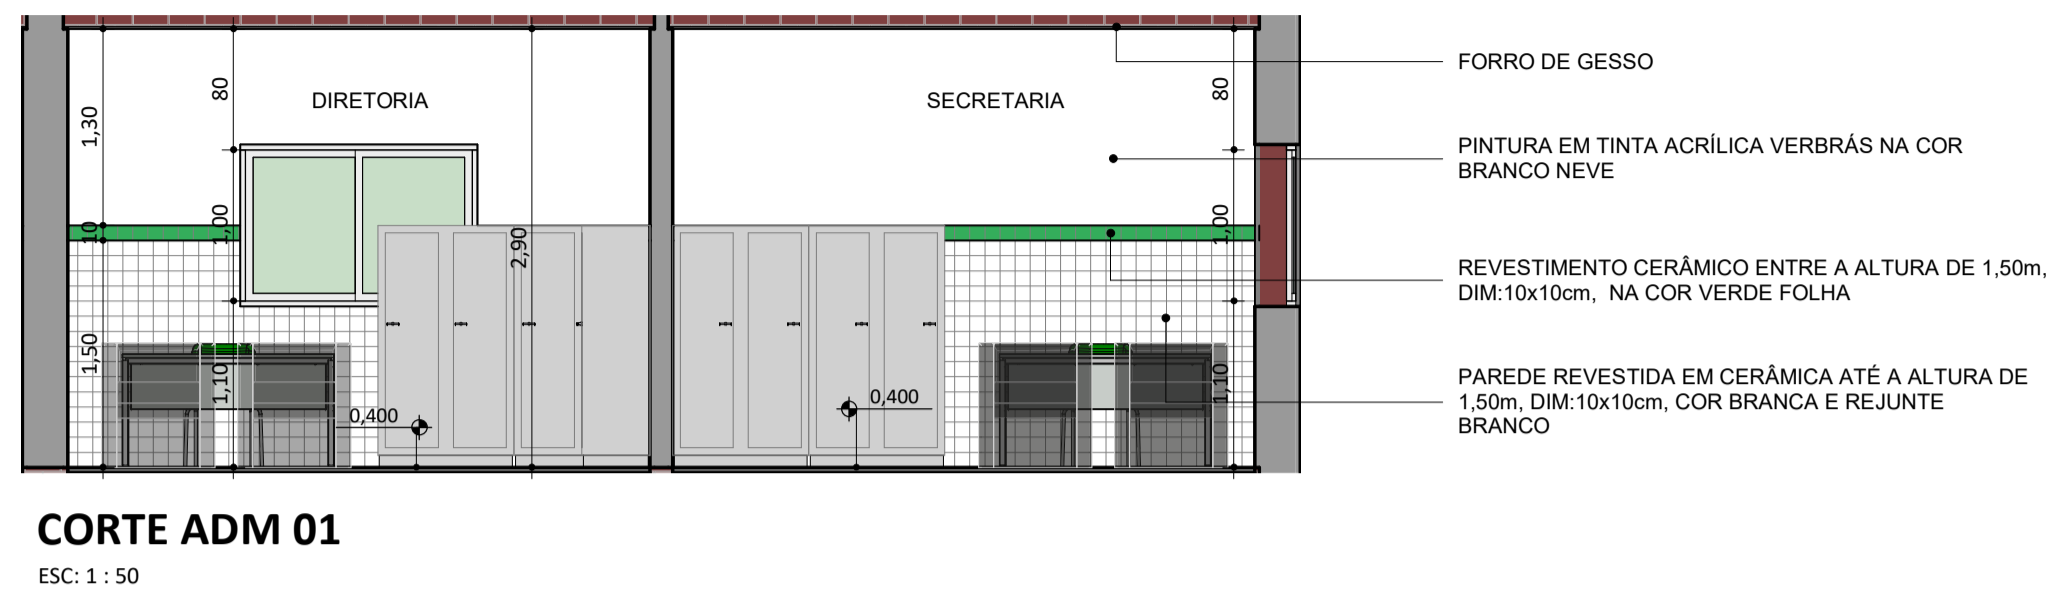 DIRETORIA
SECRETARIA
1,30
80
10
1,00
2,90
1,50
1,10
0,400
0,400
80
1,00
1,10
FORRO DE GESSO
PINTURA EM TINTA ACRÍLICA VERBRÁS NA COR
BRANCO NEVE
REVESTIMENTO CERÂMICO ENTRE A ALTURA DE 1,50m,
DIM:10x10cm, NA COR VERDE FOLHA
PAREDE REVESTIDA EM CERÂMICA ATÉ A ALTURA DE
1,50m, DIM:10x10cm, COR BRANCA E REJUNTE
BRANCO
CORTE ADM 01
ESC: 1 : 50